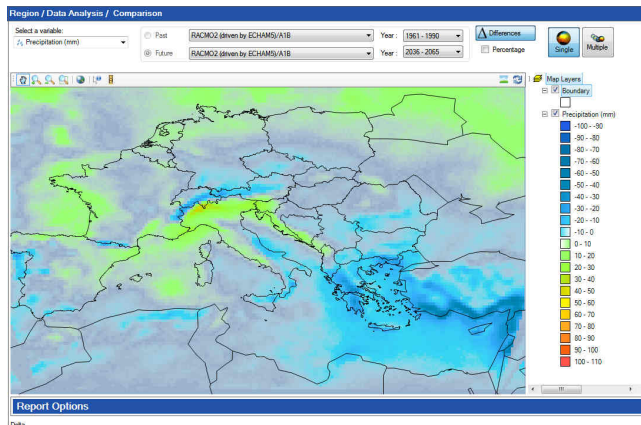 Region / Data Analysis / Comparison
Select a variable:
Precipitation (mm)
Past
RACMO2 (driven by ECHAM5)/A1B
Year :
1961 - 1990
Future
RACMO2 (driven by ECHAM5)/A1B
Year :
2036 - 2065
Differences
Percentage
Single
Multiple
Map Layers
Boundary
Precipitation (mm)
-100 - -90
-90 - -80
-80 - -70
-70 - -60
-60 - -50
-50 - -40
-40 - -30
-30 - -20
-20 - -10
-10 - 0
0 - 10
10 - 20
20 - 30
30 - 40
40 - 50
50 - 60
60 - 70
70 - 80
80 - 90
90 - 100
100 - 110
Report Options